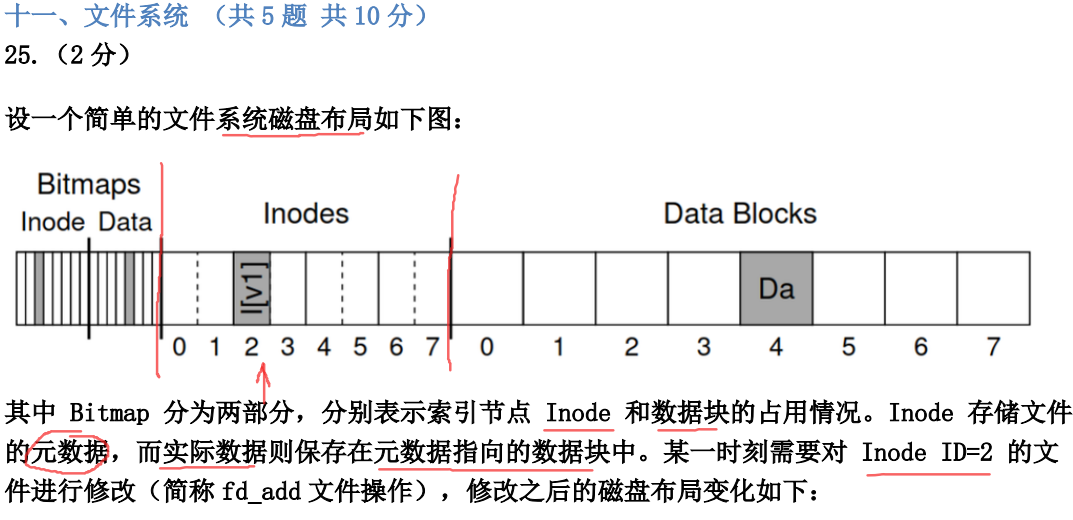 十一、文件系统 （共 5 题 共 10 分）
25.（2 分）
设一个简单的文件系统磁盘布局如下图：
Bitmaps
Inode Data
Inodes
Data Blocks
I[v1]
Da
0 1 2 3 4 5 6 7 0 1 2 3 4 5 6 7
其中 Bitmap 分为两部分，分别表示索引节点 Inode 和数据块的占用情况。Inode 存储文件
的元数据，而实际数据则保存在元数据指向的数据块中。某一时刻需要对 Inode ID=2 的文
件进行修改（简称 fd_add 文件操作），修改之后的磁盘布局变化如下：